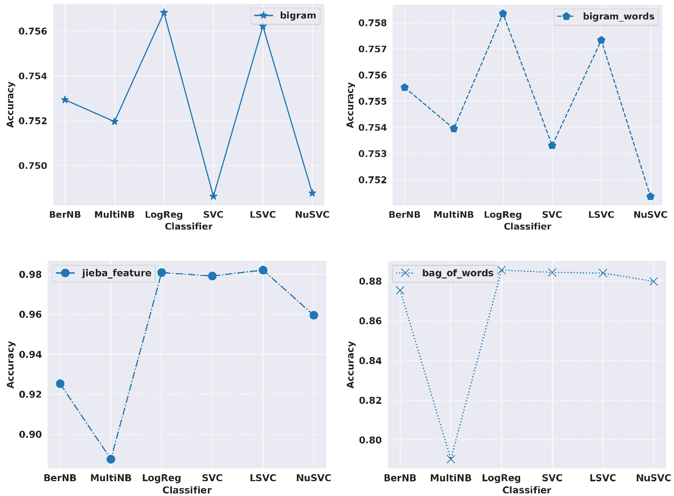 bigram
0.756
0.754
0.752
0.750
Accuracy
BerNB MultiNB LogReg SVC LSVC NuSVC
Classifier
bigram_words
0.758
0.757
0.756
0.755
0.754
0.753
0.752
Accuracy
BerNB MultiNB LogReg SVC LSVC NuSVC
Classifier
jieba_feature
0.98
0.96
0.94
0.92
0.90
Accuracy
BerNB MultiNB LogReg SVC LSVC NuSVC
Classifier
bag_of_words
0.88
0.86
0.84
0.82
0.80
Accuracy
BerNB MultiNB LogReg SVC LSVC NuSVC
Classifier